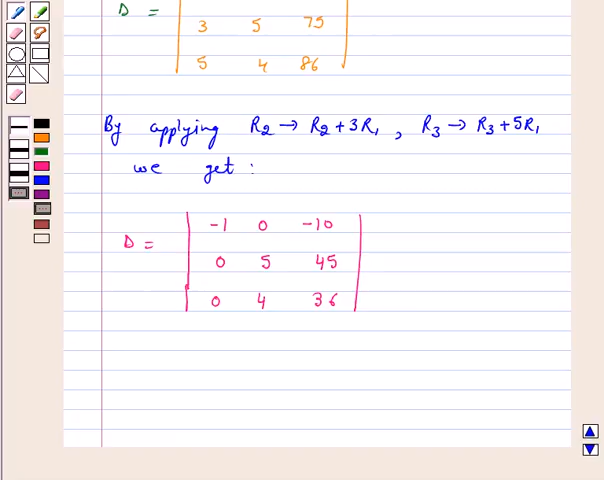 D =
3 5 75
5 4 86
By applying R2 → R2 + 3R1 , R3 → R3 + 5R1
we get :
-1 0 -10
D =
0 5 45
0 4 36